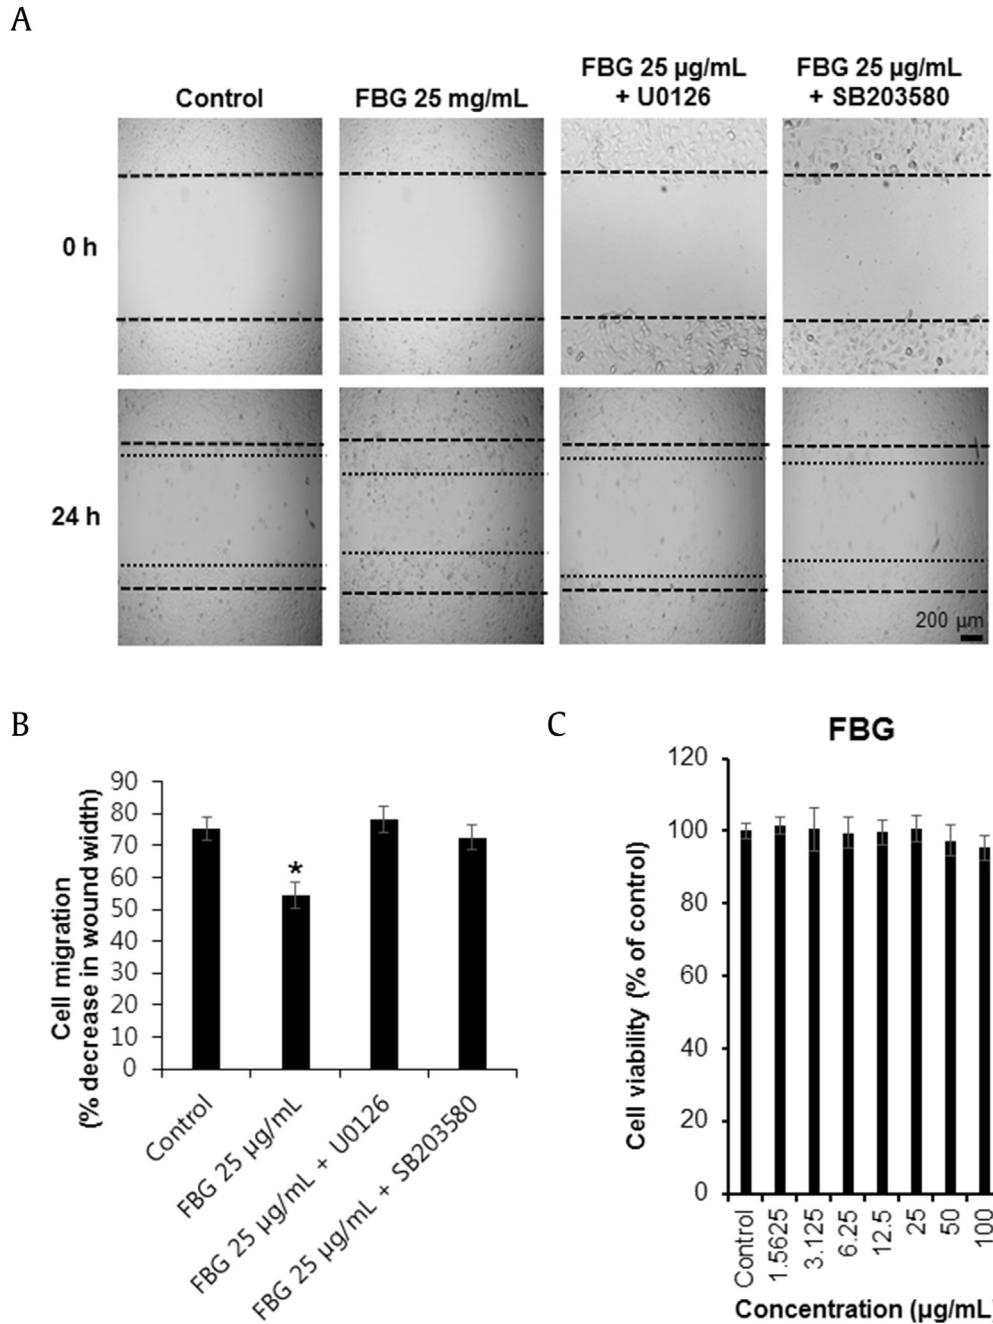 A
Control
FBG 25 mg/mL
FBG 25 µg/mL
+ U0126
FBG 25 µg/mL
+ SB203580
0 h
24 h
200 µm
B
Cell migration
(% decrease in wound width)
90
80
70
60
50
40
30
20
10
0
*
Control
FBG 25 µg/mL
FBG 25 µg/mL + U0126
FBG 25 µg/mL + SB203580
C
FBG
Cell viability (% of control)
120
100
80
60
40
20
0
Control
1.5625
3.125
6.25
12.5
25
50
100
Concentration (µg/mL)